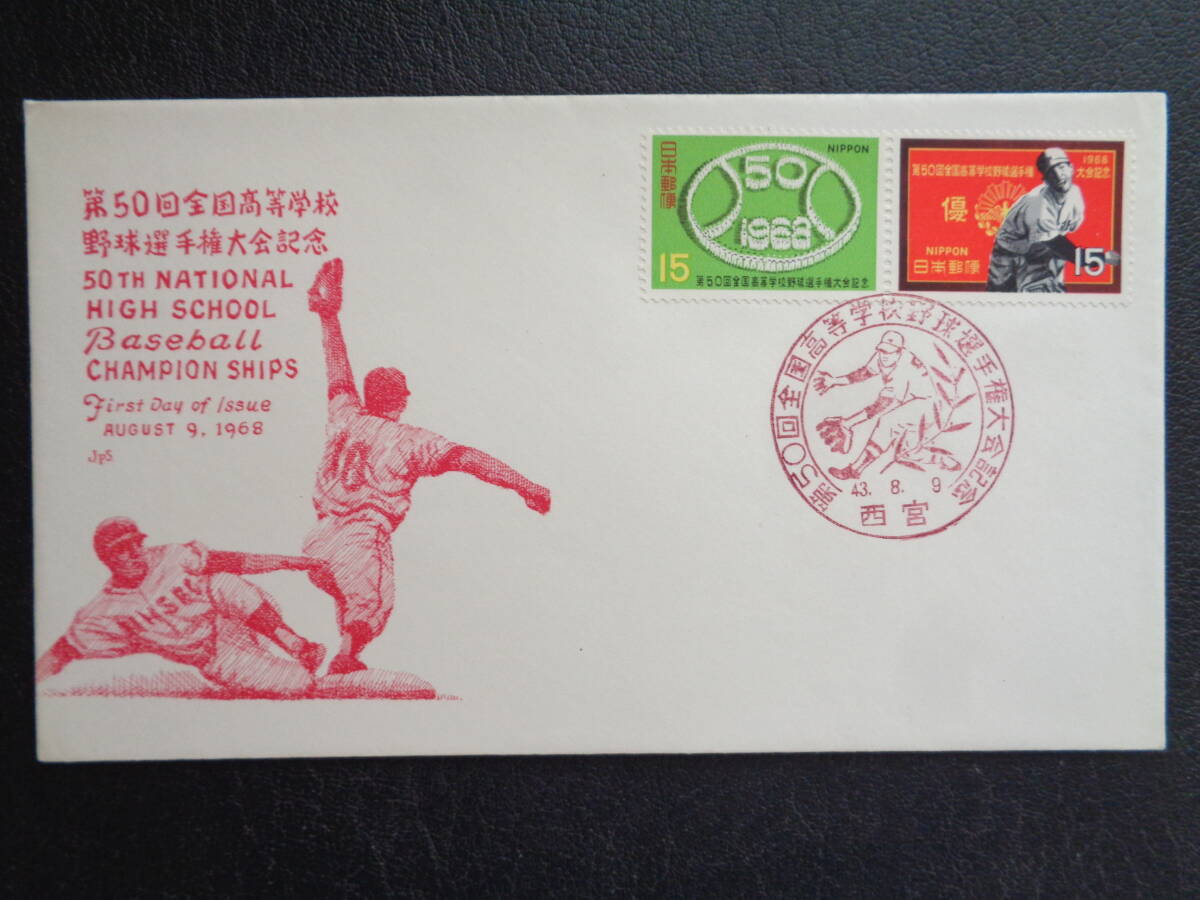 第50回全国高等学校
野球選手権大会記念
50TH NATIONAL
HIGH SCHOOL
Baseball
CHAMPION SHIPS
First Day of Issue
AUGUST 9, 1968
JPS
18
日本郵便
NIPPON
50
1968
15
第50回全国高等学校野球選手権大会記念
1968
第50回全国高等学校野球選手権
大会記念
優
NIPPON
日本郵便
15
第50回全国高等学校野球選手権大会記念
43. 8. 9
西宮